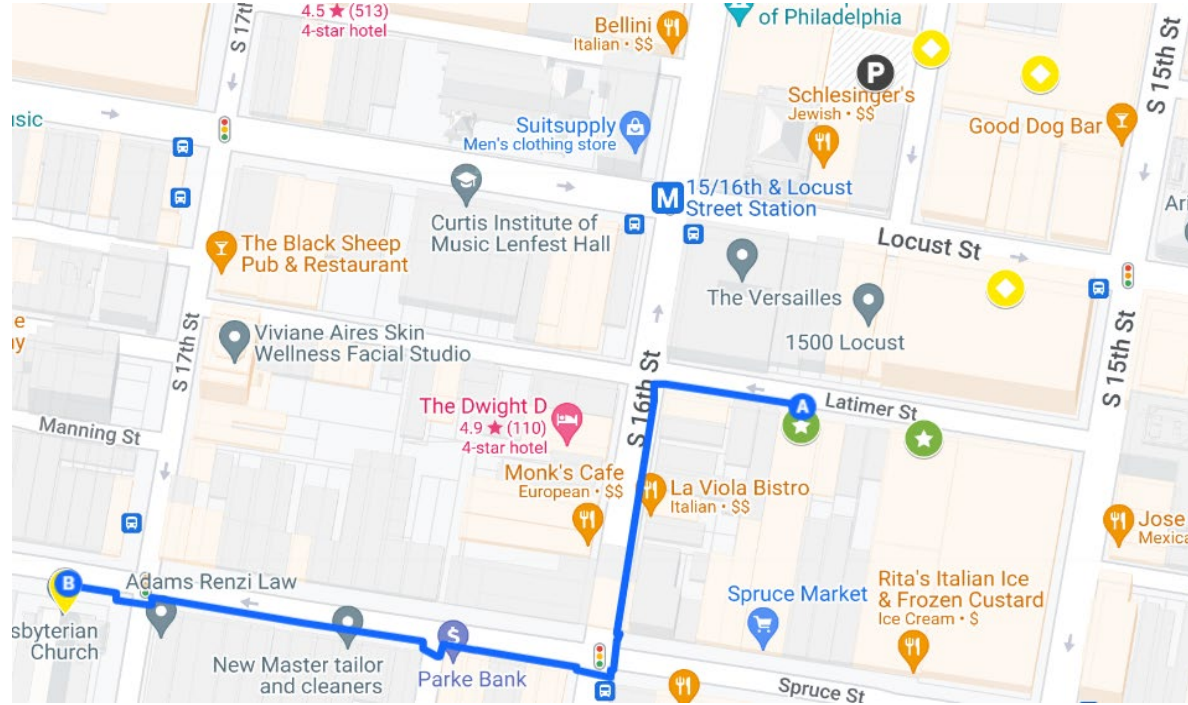 S 17th
4.5 ★ (513)
4-star hotel
Bellini
Italian • $$
of Philadelphia
P
S 15th St
Schlesinger's
Jewish • $$
Good Dog Bar
Suitsupply
Men's clothing store
M
15/16th & Locust
Street Station
Curtis Institute of
Music Lenfest Hall
The Black Sheep
Pub & Restaurant
Locust St
The Versailles
1500 Locust
S 17th St
Viviane Aires Skin
Wellness Facial Studio
S 15th St
S 16th St
A
Latimer St
The Dwight D
4.9 ★ (110)
4-star hotel
Manning St
Monk's Cafe
European • $$
La Viola Bistro
Italian • $$
Jose
Mexica
B
Adams Renzi Law
sbyterian
Church
Spruce Market
Rita's Italian Ice
& Frozen Custard
Ice Cream • $
New Master tailor
and cleaners
$
Parke Bank
Spruce St